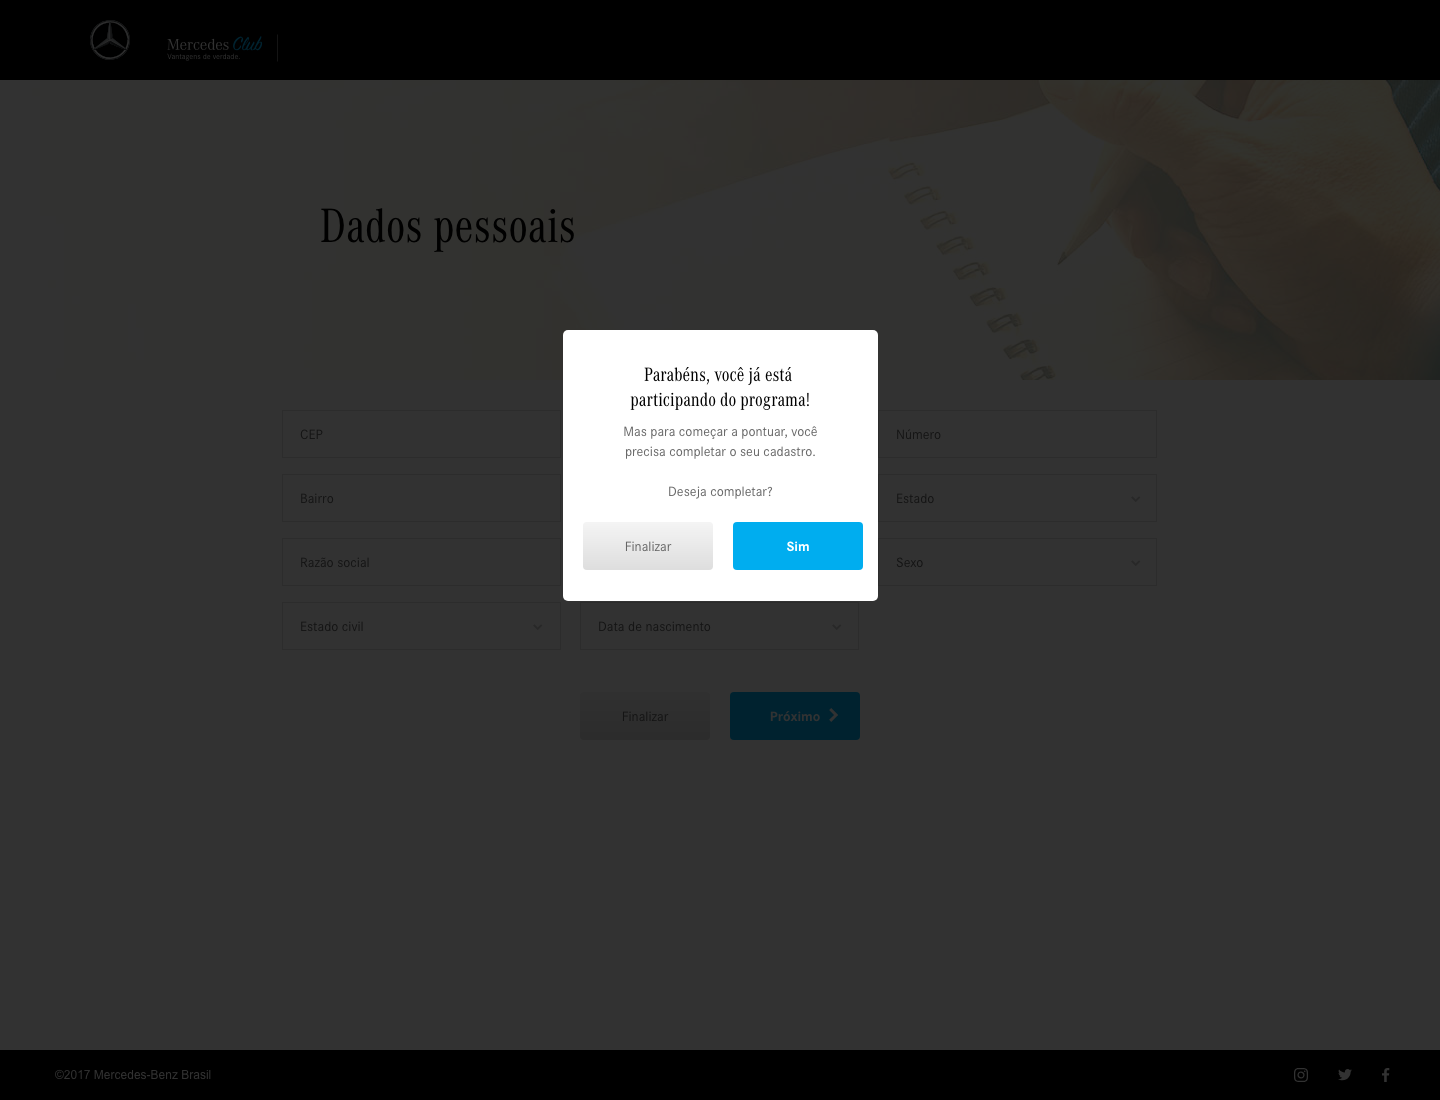 Mercedes Club
Vantagens de verdade.
Dados pessoais
Parabéns, você já está
participando do programa!
Mas para começar a pontuar, você
precisa completar o seu cadastro.
Deseja completar?
Finalizar
Sim
CEP
Número
Bairro
Estado
Razão social
Sexo
Estado civil
Data de nascimento
Finalizar
Próximo
©2017 Mercedes-Benz Brasil